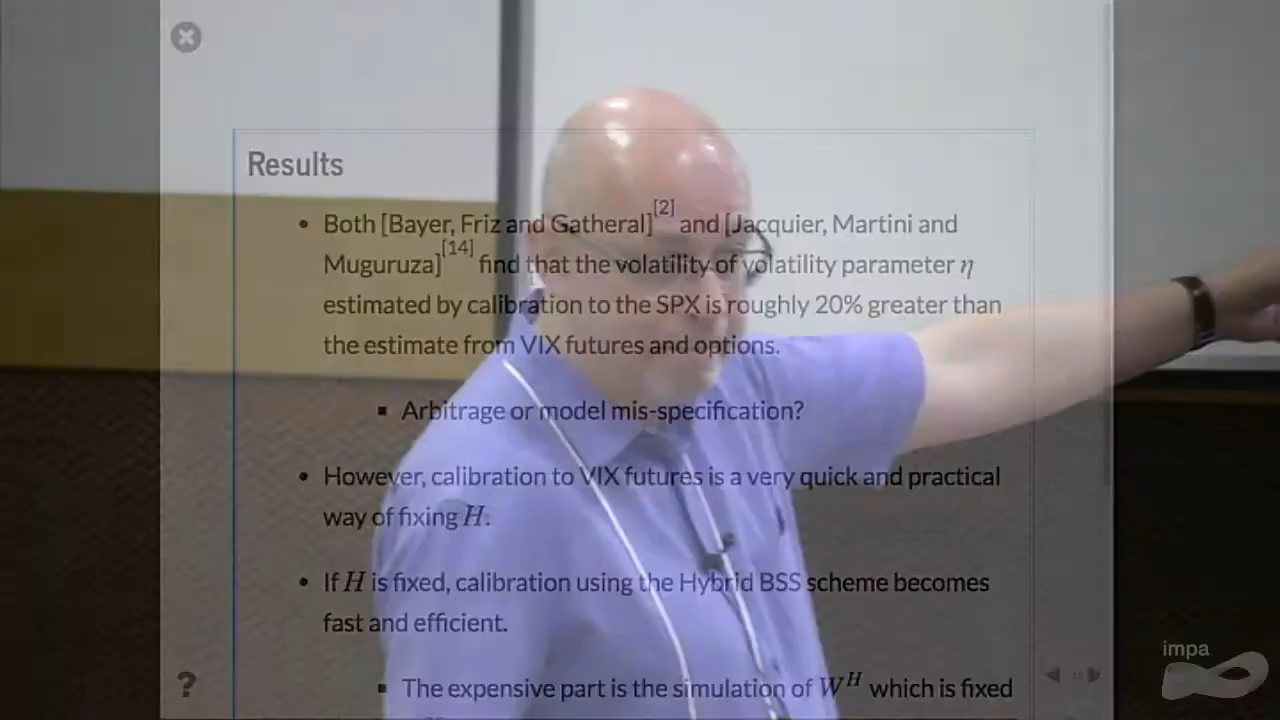 Results
• Both [Bayer, Friz and Gatheral][2] and [Jacquier, Martini and
Muguruza][14] find that the volatility of volatility parameter η
estimated by calibration to the SPX is roughly 20% greater than
the estimate from VIX futures and options.
▪ Arbitrage or model mis-specification?
• However, calibration to VIX futures is a very quick and practical
way of fixing H.
• If H is fixed, calibration using the Hybrid BSS scheme becomes
fast and efficient.
▪ The expensive part is the simulation of W^H which is fixed
?
impa